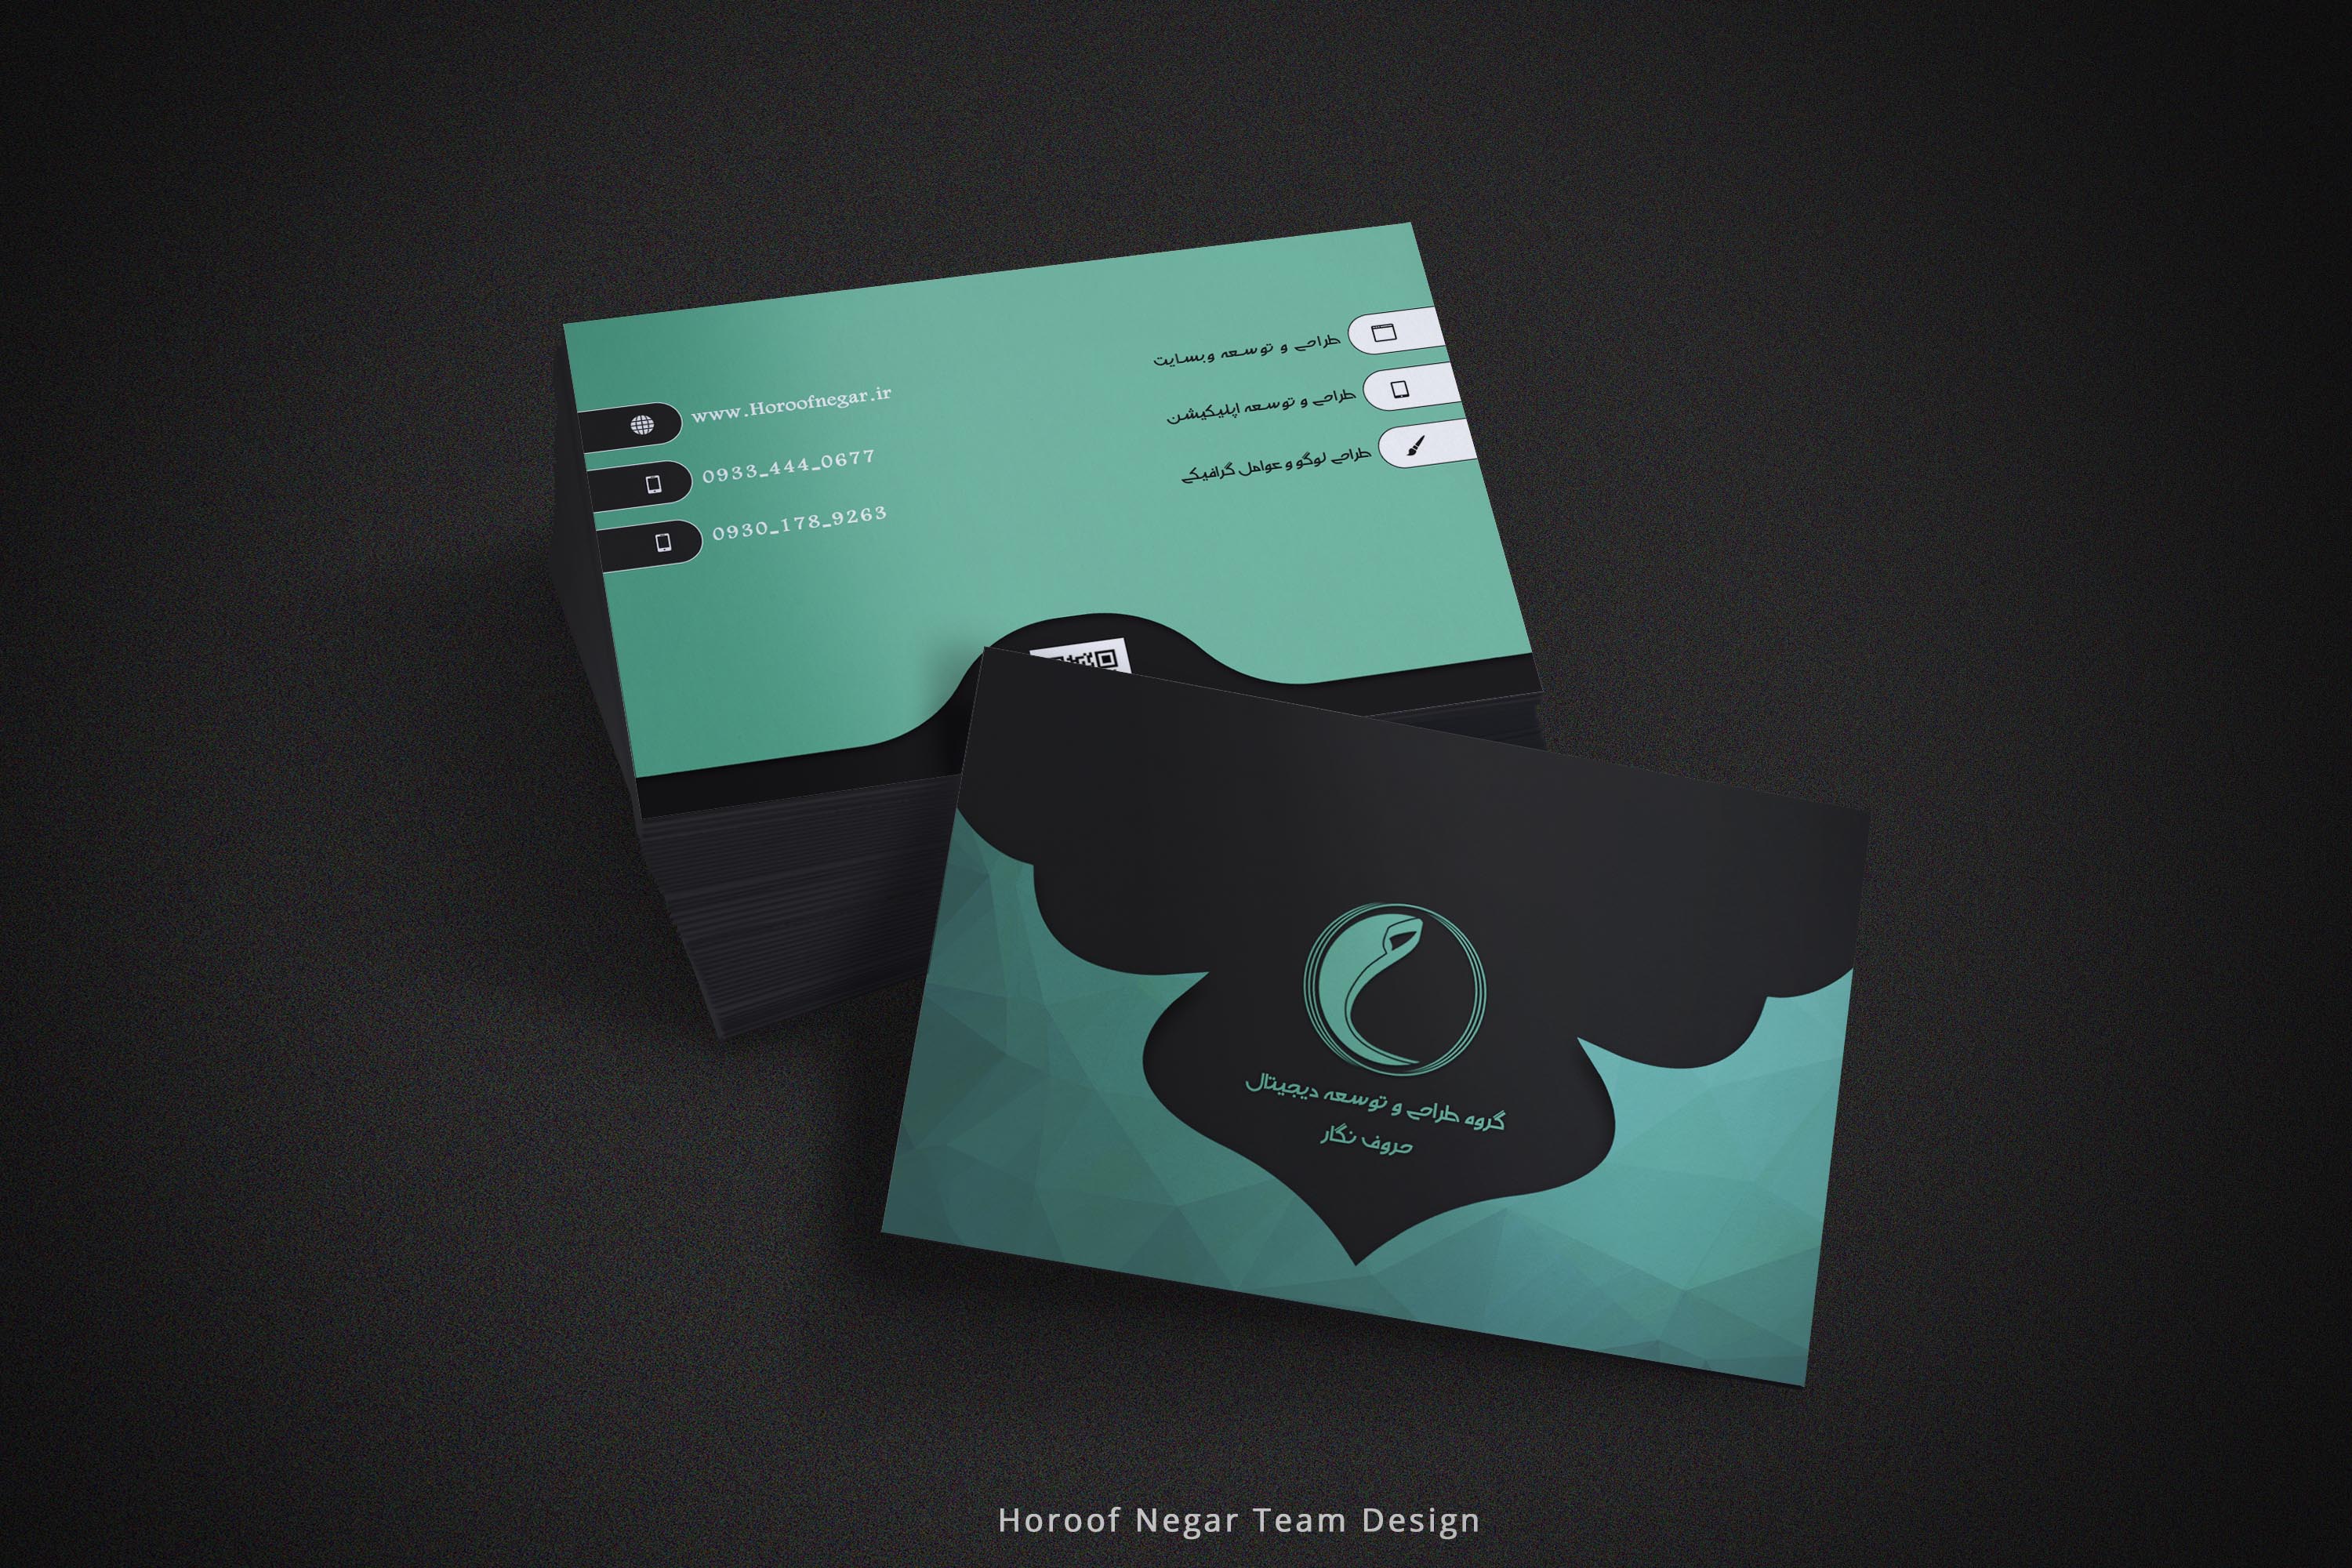 www.Horoofnegar.ir
0933_444_0677
0930_178_9263
طراحی و توسعه وبسایت
طراحی و توسعه اپلیکیشن
طراحی لوگو و عوامل گرافیکی
گروه طراحی و توسعه دیجیتال
حروف نگار
Horoof Negar Team Design